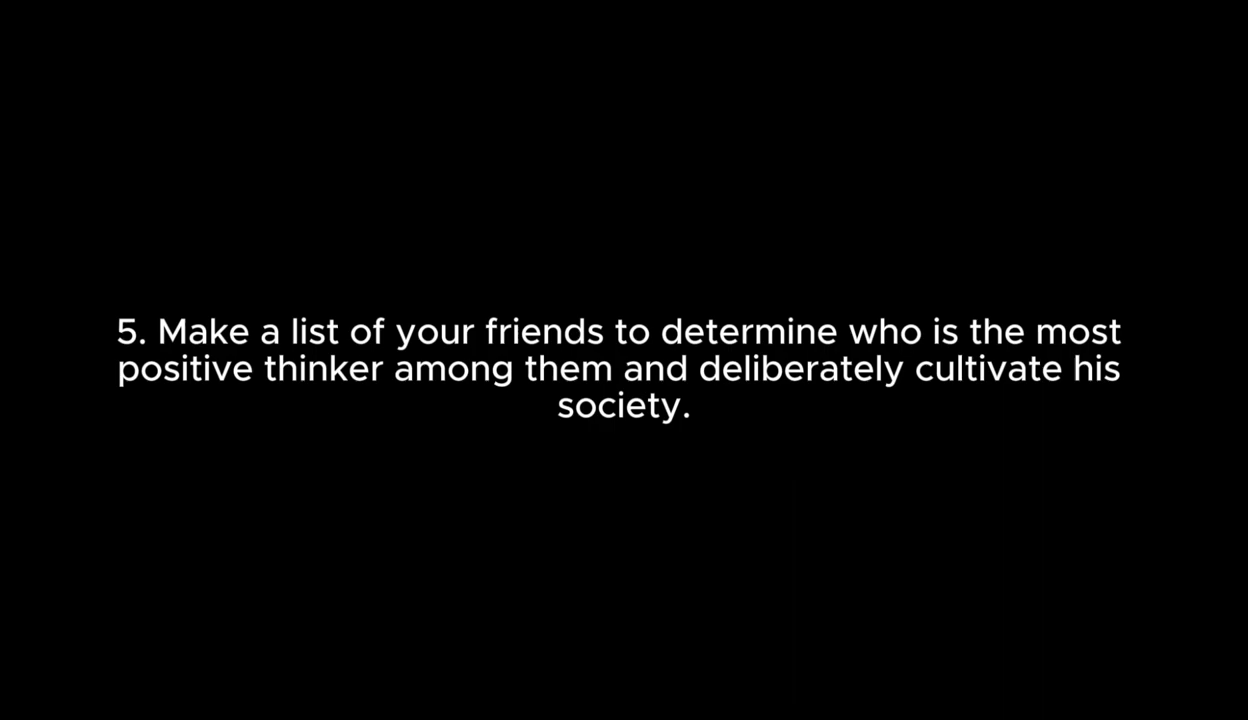 5. Make a list of your friends to determine who is the most
positive thinker among them and deliberately cultivate his
society.